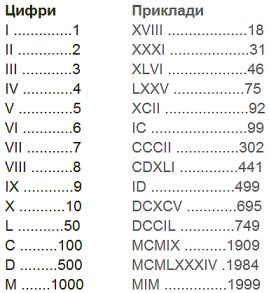 Цифри
I ..............1
II .............2
III ............3
IV ............4
V .............5
VI ............6
VII ...........7
VIII ..........8
IX ............9
X ...........10
L ...........50
C .........100
D .........500
M .......1000
Приклади
XVIII ..................18
XXXI ..................31
XLVI ..................46
LXXV .................75
XCII ...................92
IC .......................99
CCCII ..............302
CDXLI .............441
ID ....................499
DCXCV ...........695
DCCIL .............749
MCMIX ..........1909
MCMLXXXIV .1984
MIM ..............1999